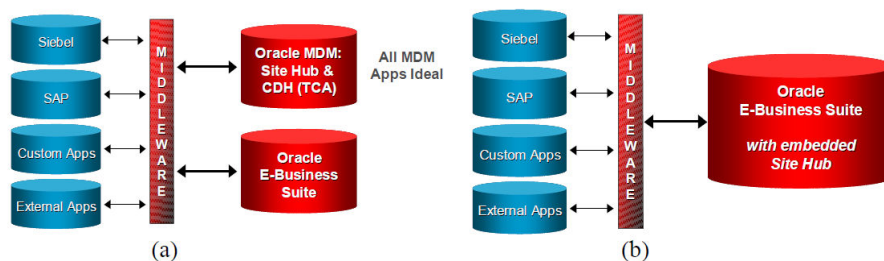 Siebel
SAP
Custom Apps
External Apps
MIDDLEWARE
Oracle MDM:
Site Hub &
CDH (TCA)
Oracle
E-Business
Suite
All MDM
Apps Ideal
(a)
Siebel
SAP
Custom Apps
External Apps
MIDDLEWARE
Oracle
E-Business Suite
with embedded
Site Hub
(b)